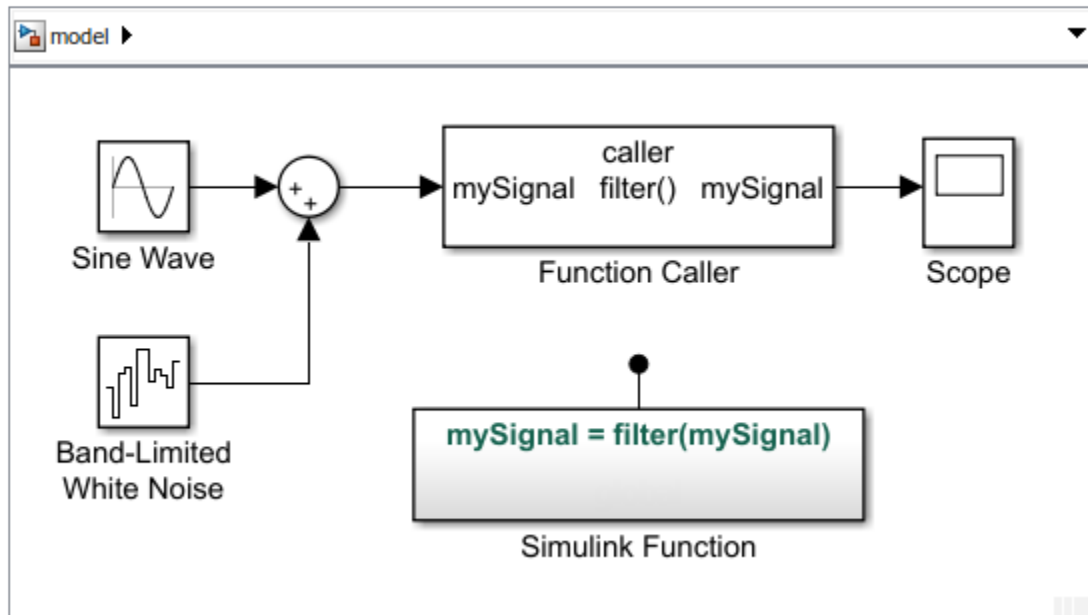 model
caller
mySignal filter() mySignal
Sine Wave
Function Caller
Scope
Band-Limited
White Noise
mySignal = filter(mySignal)
Simulink Function